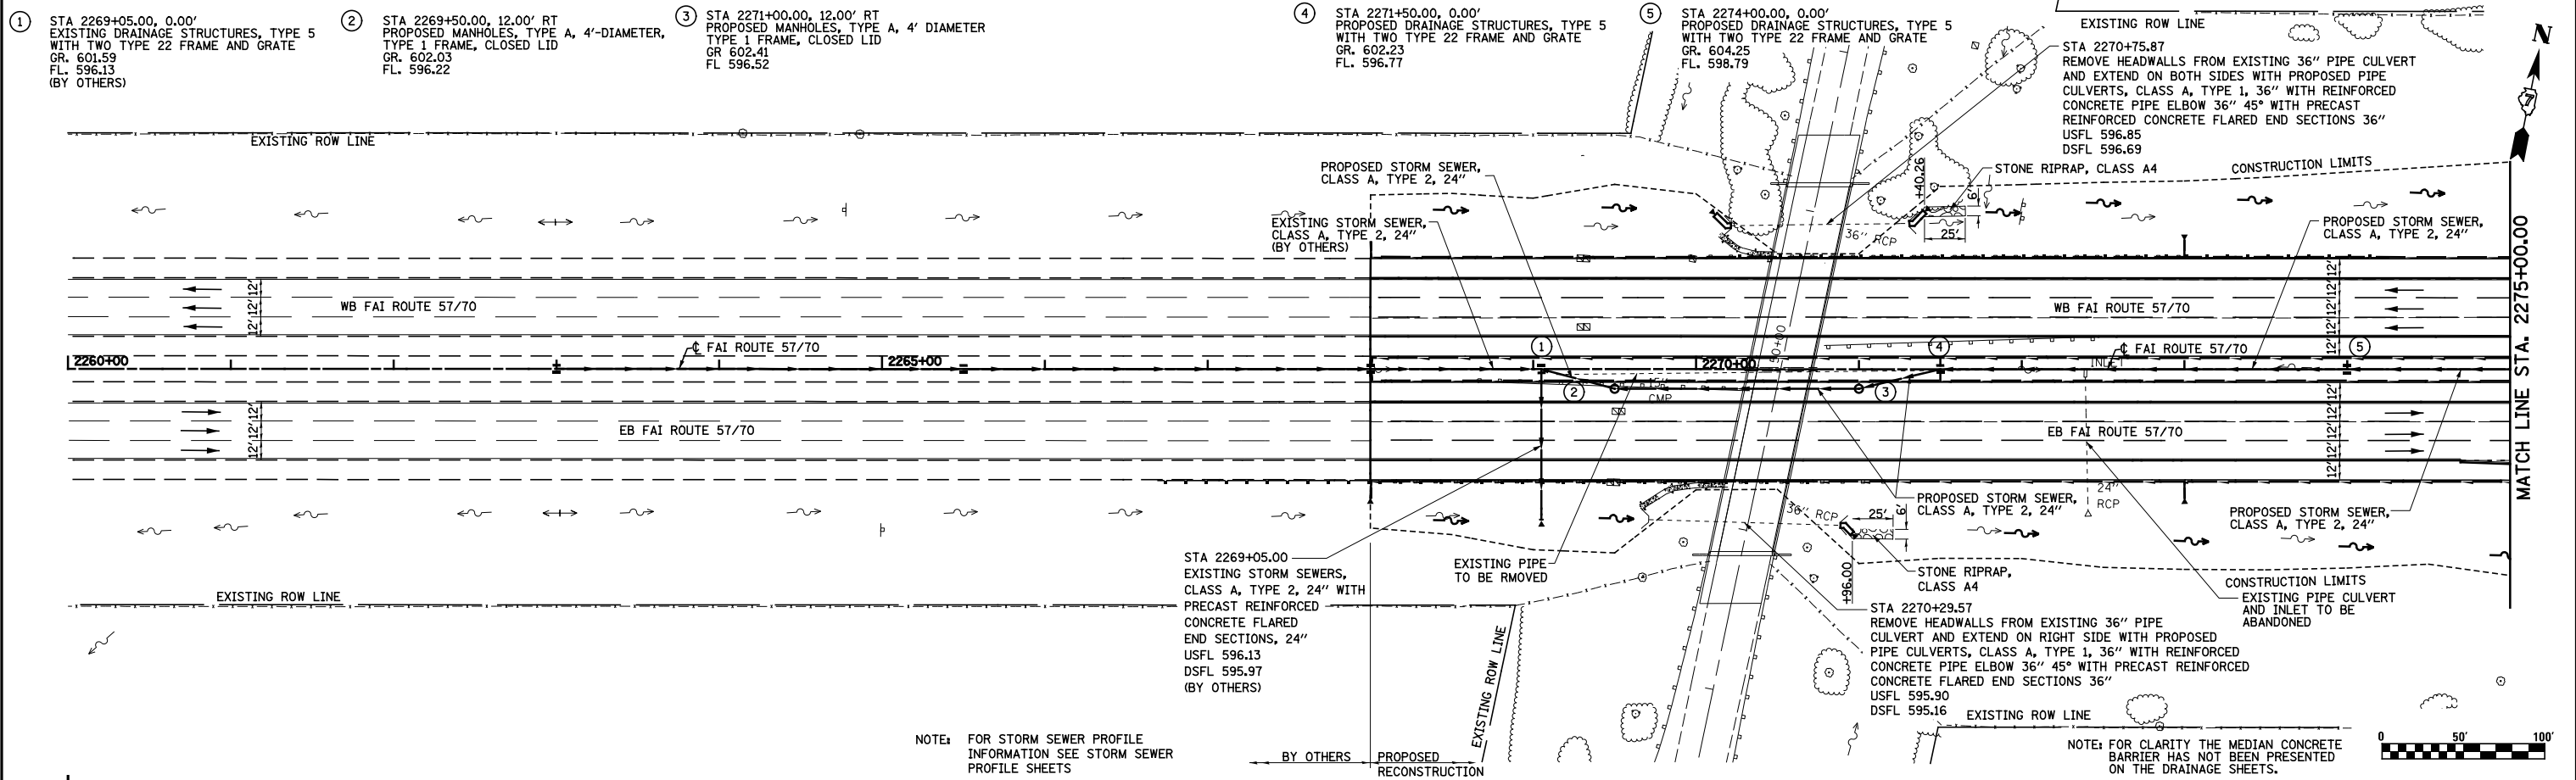 1
STA 2269+05.00, 0.00'
EXISTING DRAINAGE STRUCTURES, TYPE 5
WITH TWO TYPE 22 FRAME AND GRATE
GR. 601.59
FL. 596.13
(BY OTHERS)
2
STA 2269+50.00, 12.00' RT
PROPOSED MANHOLES, TYPE A, 4'-DIAMETER,
TYPE 1 FRAME, CLOSED LID
GR. 602.03
FL. 596.22
3
STA 2271+00.00, 12.00' RT
PROPOSED MANHOLES, TYPE A, 4' DIAMETER
TYPE 1 FRAME, CLOSED LID
GR 602.41
FL 596.52
4
STA 2271+50.00, 0.00'
PROPOSED DRAINAGE STRUCTURES, TYPE 5
WITH TWO TYPE 22 FRAME AND GRATE
GR. 602.23
FL. 596.77
5
STA 2274+00.00, 0.00'
PROPOSED DRAINAGE STRUCTURES, TYPE 5
WITH TWO TYPE 22 FRAME AND GRATE
GR. 604.25
FL. 598.79
EXISTING ROW LINE
N
STA 2270+75.87
REMOVE HEADWALLS FROM EXISTING 36" PIPE CULVERT
AND EXTEND ON BOTH SIDES WITH PROPOSED PIPE
CULVERTS, CLASS A, TYPE 1, 36" WITH REINFORCED
CONCRETE PIPE ELBOW 36" 45° WITH PRECAST
REINFORCED CONCRETE FLARED END SECTIONS 36"
USFL 596.85
DSFL 596.69
EXISTING ROW LINE
PROPOSED STORM SEWER,
CLASS A, TYPE 2, 24"
+40.26
STONE RIPRAP, CLASS A4
CONSTRUCTION LIMITS
6'
25'
EXISTING STORM SEWER,
CLASS A, TYPE 2, 24"
(BY OTHERS)
36" RCP
PROPOSED STORM SEWER,
CLASS A, TYPE 2, 24"
MATCH LINE STA. 2275+00.00
12' 12' 12'
WB FAI ROUTE 57/70
WB FAI ROUTE 57/70
12' 12' 12'
50+00
2260+00
℄ FAI ROUTE 57/70
2265+00
1
2270+00
4
INLET
℄ FAI ROUTE 57/70
5
2
CMP
3
12' 12' 12'
EB FAI ROUTE 57/70
EB FAI ROUTE 57/70
12' 12' 12'
24"
RCP
36" RCP
25'
6'
PROPOSED STORM SEWER,
CLASS A, TYPE 2, 24"
PROPOSED STORM SEWER,
CLASS A, TYPE 2, 24"
STA 2269+05.00
EXISTING STORM SEWERS,
CLASS A, TYPE 2, 24" WITH
PRECAST REINFORCED
CONCRETE FLARED
END SECTIONS, 24"
USFL 596.13
DSFL 595.97
(BY OTHERS)
EXISTING PIPE
TO BE RMOVED
+96.00
STONE RIPRAP,
CLASS A4
CONSTRUCTION LIMITS
EXISTING PIPE CULVERT
AND INLET TO BE
ABANDONED
EXISTING ROW LINE
EXISTING ROW LINE
STA 2270+29.57
REMOVE HEADWALLS FROM EXISTING 36" PIPE
CULVERT AND EXTEND ON RIGHT SIDE WITH PROPOSED
PIPE CULVERTS, CLASS A, TYPE 1, 36" WITH REINFORCED
CONCRETE PIPE ELBOW 36" 45° WITH PRECAST REINFORCED
CONCRETE FLARED END SECTIONS 36"
USFL 595.90
DSFL 595.16
EXISTING ROW LINE
NOTE: FOR STORM SEWER PROFILE
INFORMATION SEE STORM SEWER
PROFILE SHEETS
BY OTHERS
PROPOSED
RECONSTRUCTION
NOTE: FOR CLARITY THE MEDIAN CONCRETE
BARRIER HAS NOT BEEN PRESENTED
ON THE DRAINAGE SHEETS.
0 50' 100'